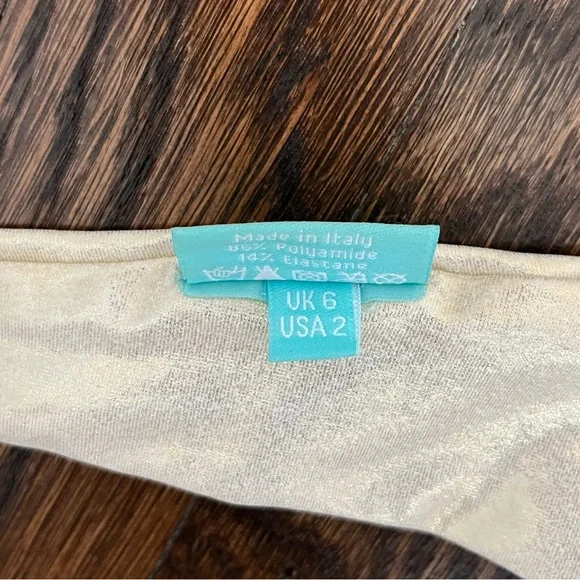 Made in Italy
86% Polyamide
14% Elastane
UK 6
USA 2